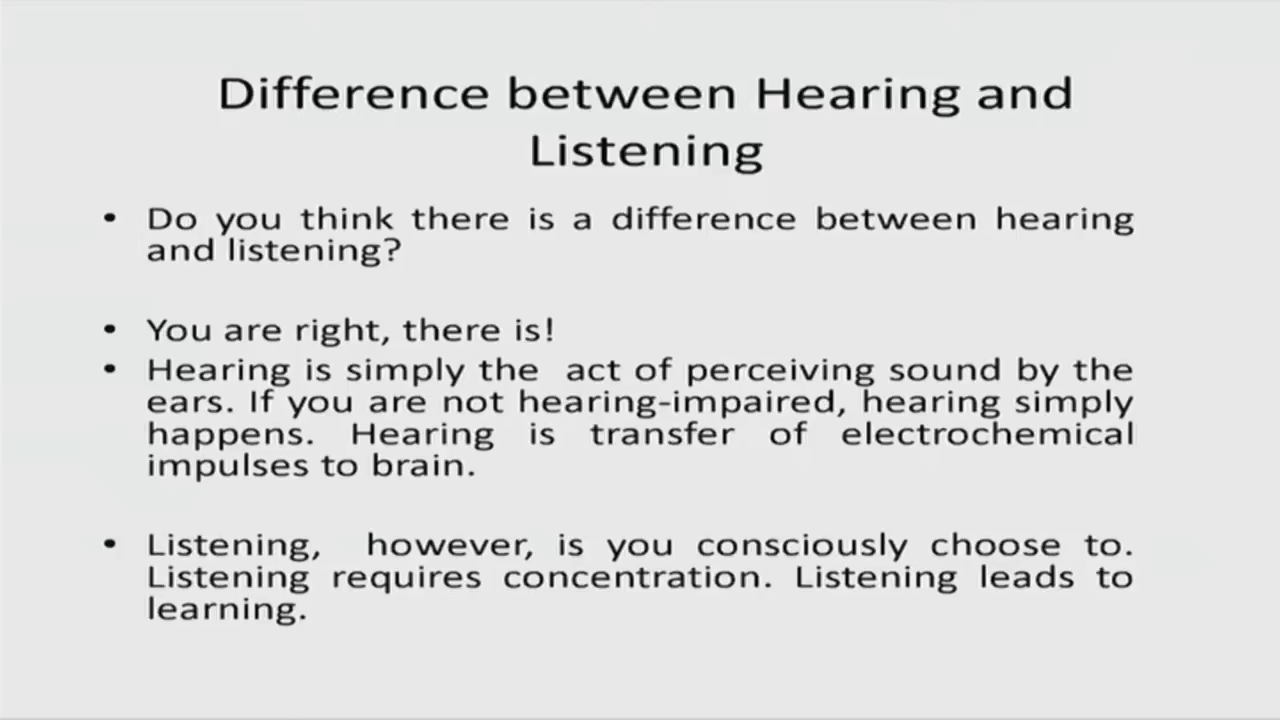 Difference between Hearing and
Listening
• Do you think there is a difference between hearing
and listening?
• You are right, there is!
• Hearing is simply the act of perceiving sound by the
ears. If you are not hearing-impaired, hearing simply
happens. Hearing is transfer of electrochemical
impulses to brain.
• Listening, however, is you consciously choose to.
Listening requires concentration. Listening leads to
learning.